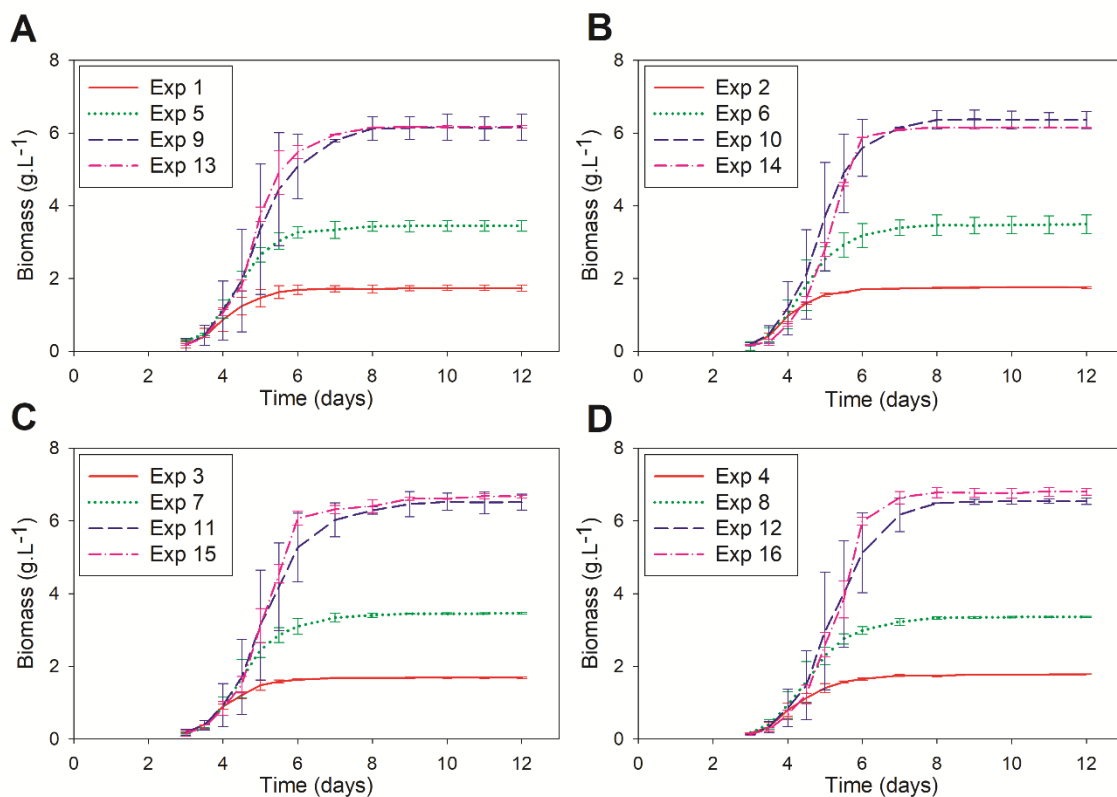 A
Biomass (g.L-1)
8
6
4
2
0
Exp 1
Exp 5
Exp 9
Exp 13
0 2 4 6 8 10 12
Time (days)
B
Biomass (g.L-1)
8
6
4
2
0
Exp 2
Exp 6
Exp 10
Exp 14
0 2 4 6 8 10 12
Time (days)
C
Biomass (g.L-1)
8
6
4
2
0
Exp 3
Exp 7
Exp 11
Exp 15
0 2 4 6 8 10 12
Time (days)
D
Biomass (g.L-1)
8
6
4
2
0
Exp 4
Exp 8
Exp 12
Exp 16
0 2 4 6 8 10 12
Time (days)